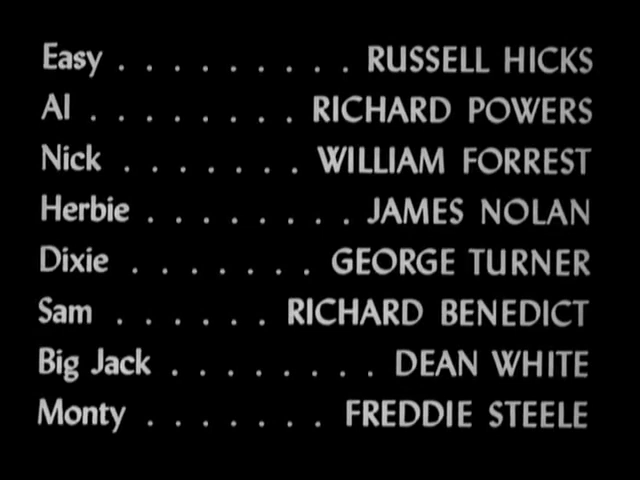 Easy . . . . . . . . . RUSSELL HICKS
Al . . . . . . . . RICHARD POWERS
Nick . . . . . . . WILLIAM FORREST
Herbie . . . . . . . . JAMES NOLAN
Dixie . . . . . . . GEORGE TURNER
Sam . . . . . . RICHARD BENEDICT
Big Jack . . . . . . . . DEAN WHITE
Monty . . . . . . . FREDDIE STEELE